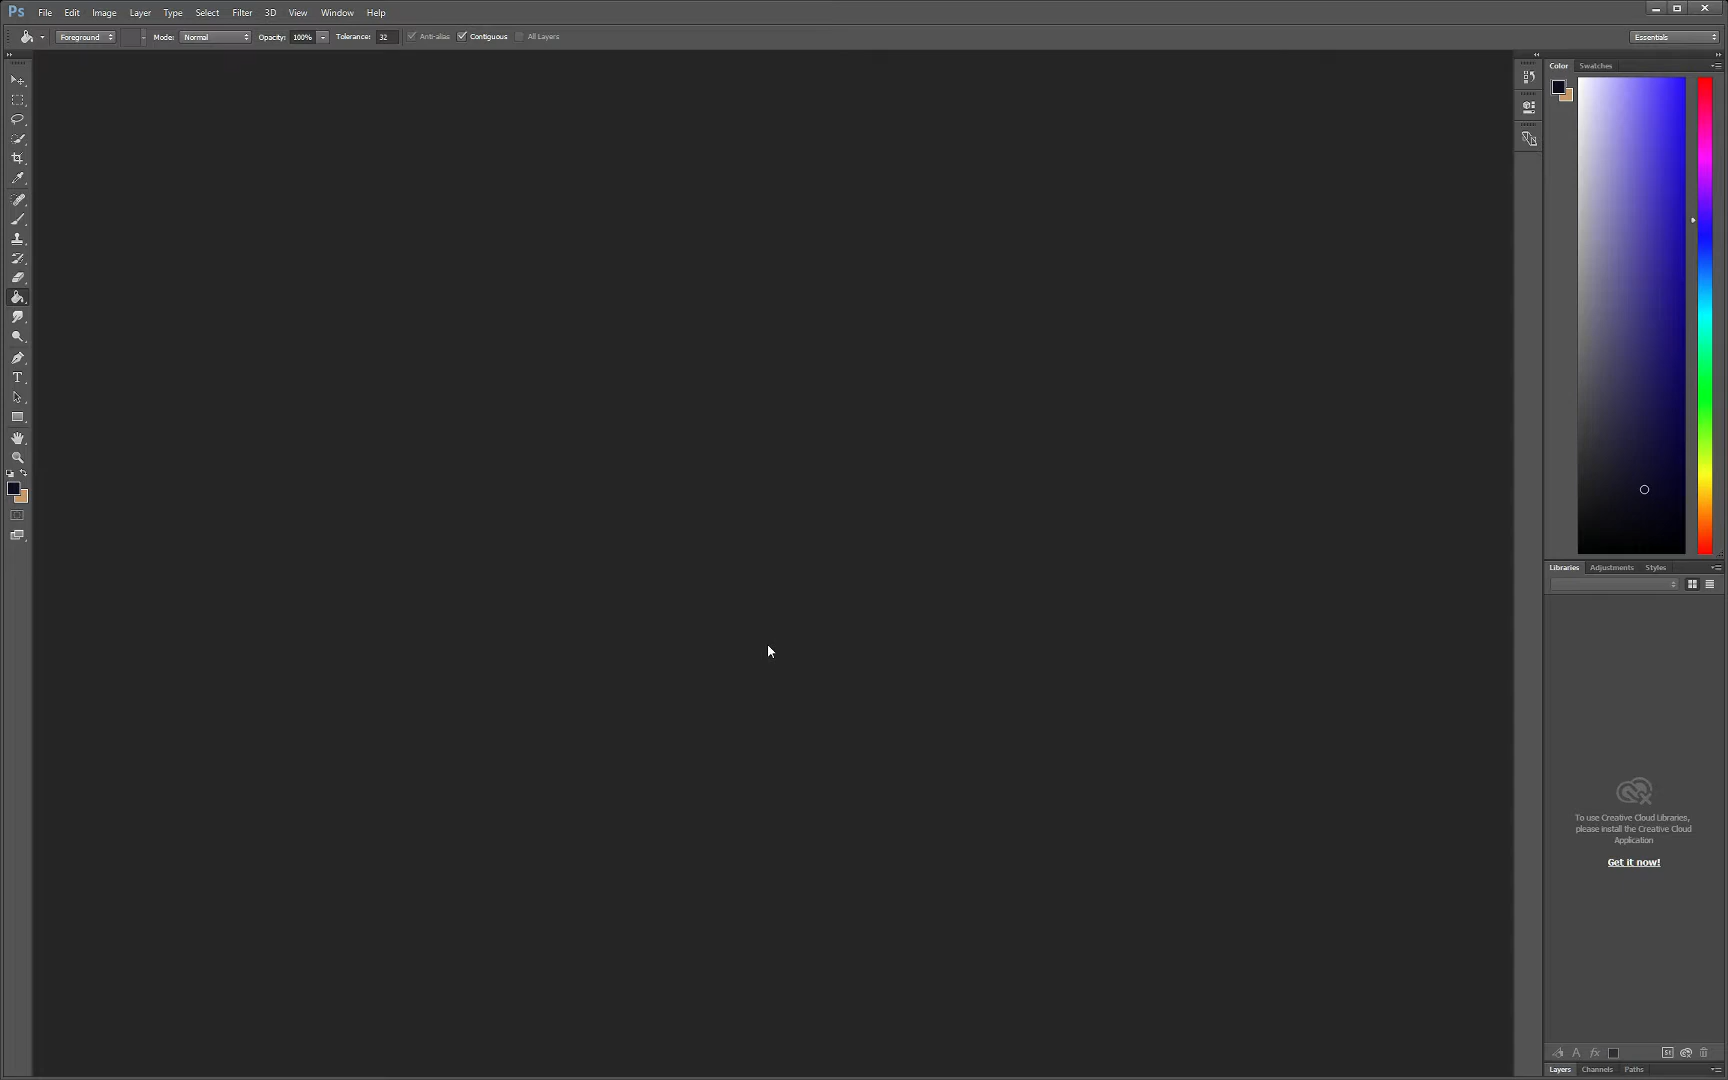 Ps File Edit Image Layer Type Select Filter 3D View Window Help
Foreground Mode: Normal Opacity: 100% Tolerance: 32 Anti-alias Contiguous All Layers Essentials
Color Swatches
T
Libraries Adjustments Styles
To use Creative Cloud Libraries,
please install the Creative Cloud
Application
Get it now!
A fx St
Layers Channels Paths